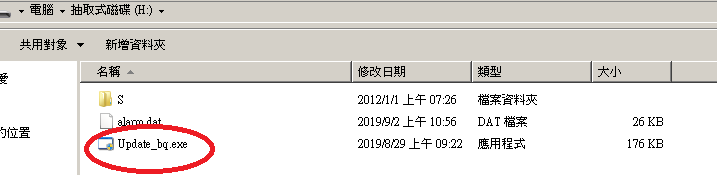 電腦 ▸ 抽取式磁碟 (H:) ▸
共用對象 ▼ 新增資料夾
愛
的位置
名稱 修改日期 類型 大小
S 2012/1/1 上午 07:26 檔案資料夾
alarm.dat 2019/9/2 上午 10:56 DAT 檔案 26 KB
Update_bq.exe 2019/8/29 上午 09:22 應用程式 176 KB